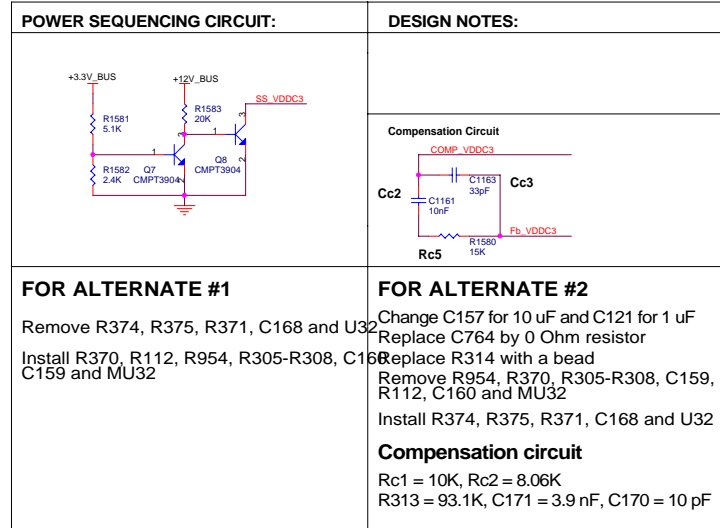 POWER SEQUENCING CIRCUIT:
+3.3V_BUS
+12V_BUS
SS_VDDC3
R1581
5.1K
R1583
20K
3
1
3
1
Q7
CMPT3904
2
Q8
CMPT3904
2
R1582
2.4K
DESIGN NOTES:
Compensation Circuit
COMP_VDDC3
C1163
33pF
Cc3
Cc2
C1161
10nF
Fb_VDDC3
R1580
15K
Rc5
FOR ALTERNATE #1
Remove R374, R375, R371, C168 and U32
Install R370, R112, R954, R305-R308, C160
C159 and MU32
FOR ALTERNATE #2
Change C157 for 10 uF and C121 for 1 uF
Replace C764 by 0 Ohm resistor
Replace R314 with a bead
Remove R954, R370, R305-R308, C159,
R112, C160 and MU32
Install R374, R375, R371, C168 and U32
Compensation circuit
Rc1 = 10K, Rc2 = 8.06K
R313 = 93.1K, C171 = 3.9 nF, C170 = 10 pF